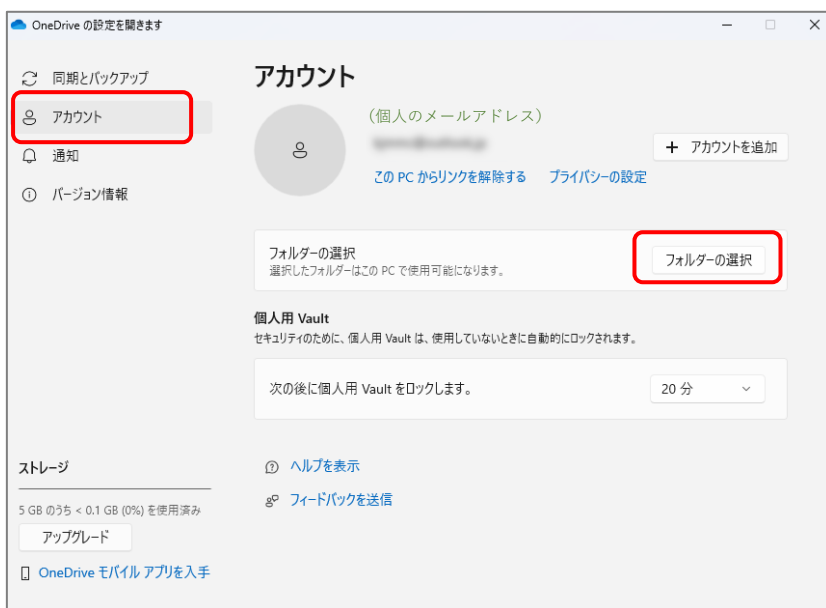 OneDrive の設定を開きます
同期とバックアップ
アカウント
通知
バージョン情報
アカウント
(個人のメールアドレス)
アカウントを追加
この PC からリンクを解除する プライバシーの設定
フォルダーの選択
選択したフォルダーはこの PC で使用可能になります。
フォルダーの選択
個人用 Vault
セキュリティのために、個人用 Vault は、使用していないときに自動的にロックされます。
次の後に個人用 Vault をロックします。
20 分
ヘルプを表示
フィードバックを送信
ストレージ
5 GB のうち < 0.1 GB (0%) を使用済み
アップグレード
OneDrive モバイル アプリを入手